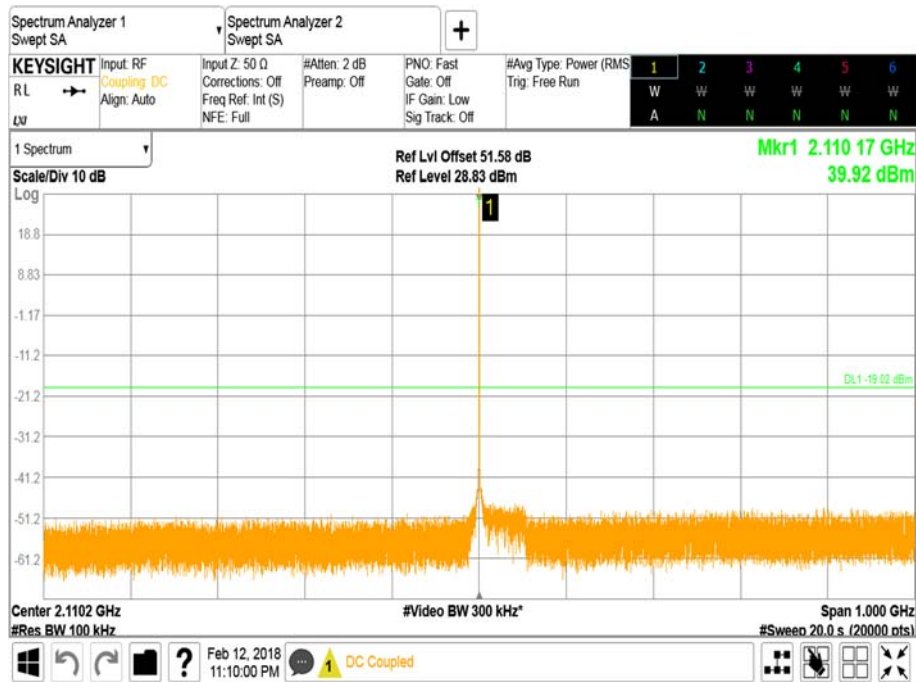 Spectrum Analyzer 1
Swept SA
Spectrum Analyzer 2
Swept SA
+
KEYSIGHT
RL
Input: RF
Coupling: DC
Align: Auto
Input Z: 50 Ω
Corrections: Off
Freq Ref: Int (S)
NFE: Full
#Atten: 2 dB
Preamp: Off
PNO: Fast
Gate: Off
IF Gain: Low
Sig Track: Off
#Avg Type: Power (RMS
Trig: Free Run
1 2 3 4 5 6
W W W W W W
A N N N N N
1 Spectrum
Scale/Div 10 dB
Ref Lvl Offset 51.58 dB
Ref Level 28.83 dBm
Mkr1 2.110 17 GHz
39.92 dBm
Log
1
18.8
8.83
-1.17
-11.2
DL1 -19.02 dBm
-21.2
-31.2
-41.2
-51.2
-61.2
Center 2.1102 GHz
#Video BW 300 kHz*
Span 1.000 GHz
#Res BW 100 kHz
#Sweep 20.0 s (20000 pts)
?
Feb 12, 2018
11:10:00 PM
1
DC Coupled